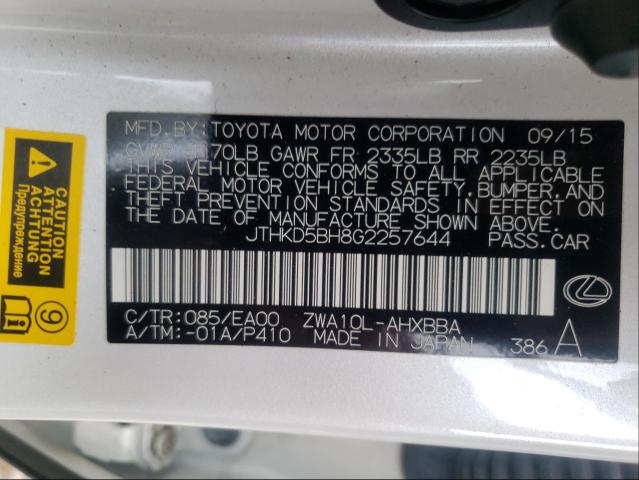 MFD.BY:TOYOTA MOTOR CORPORATION 09/15
GVWR 4170LB GAWR FR 2335LB RR 2235LB
THIS VEHICLE CONFORMS TO ALL APPLICABLE
FEDERAL MOTOR VEHICLE SAFETY,BUMPER,AND
THEFT PREVENTION STANDARDS IN EFFECT ON
THE DATE OF MANUFACTURE SHOWN ABOVE.
JTHKD5BH8G2257644 PASS.CAR
C/TR:085/EA00 ZWA10L-AHXBBA
A/TM:-01A/P410 MADE IN JAPAN 386 A
ATTENTION
ACHTUNG
Предупреждение
9